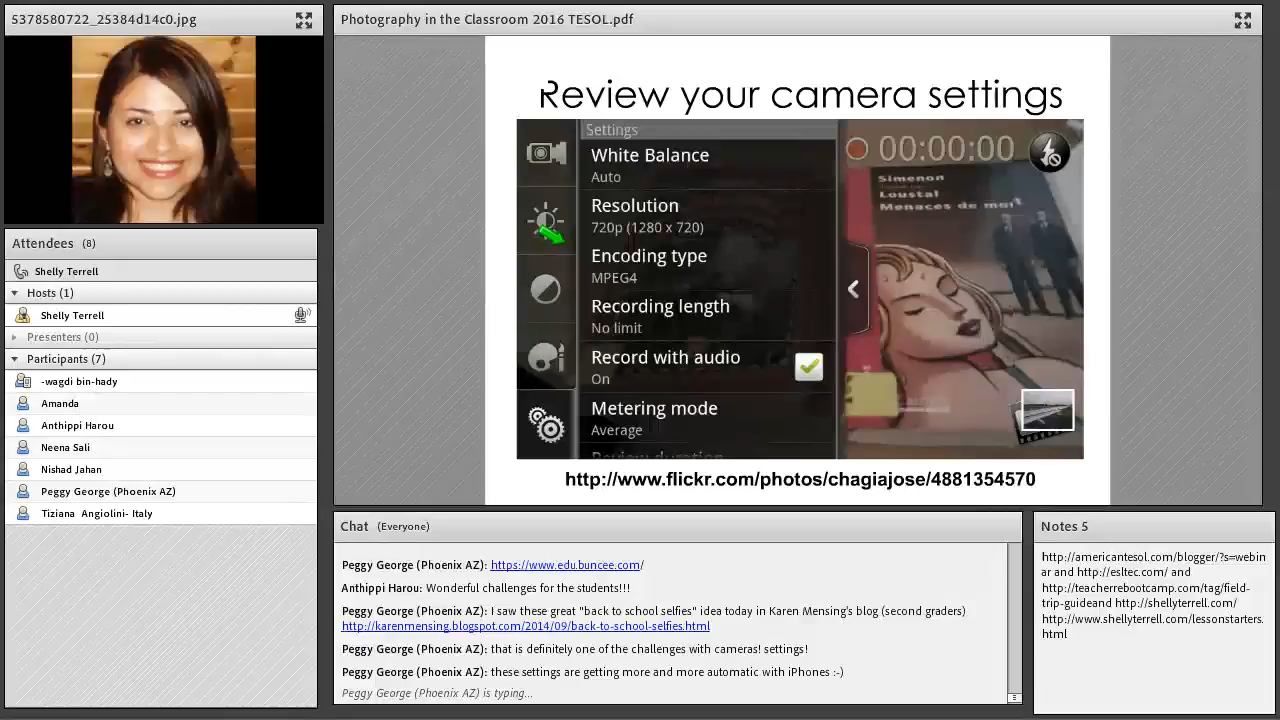 5378580722_25384d14c0.jpg
Attendees (8)
Shelly Terrell
Hosts (1)
Shelly Terrell
Presenters (0)
Participants (7)
-wagdi bin-hady
Amanda
Anthippi Harou
Neena Sali
Nishad Jahan
Peggy George (Phoenix AZ)
Tiziana Angiolini- Italy
Photography in the Classroom 2016 TESOL.pdf
Review your camera settings
Settings
White Balance
Auto
Resolution
720p (1280 x 720)
Encoding type
MPEG4
Recording length
No limit
Record with audio
On
Metering mode
Average
Review duration
00:00:00
Simenon
Loustal
Menaces de mort
http://www.flickr.com/photos/chagiajose/4881354570
Chat (Everyone)
Peggy George (Phoenix AZ): https://www.edu.buncee.com/
Anthippi Harou: Wonderful challenges for the students!!!
Peggy George (Phoenix AZ): I saw these great "back to school selfies" idea today in Karen Mensing's blog (second graders)
http://karenmensing.blogspot.com/2014/09/back-to-school-selfies.html
Peggy George (Phoenix AZ): that is definitely one of the challenges with cameras! settings!
Peggy George (Phoenix AZ): these settings are getting more and more automatic with iPhones :-)
Peggy George (Phoenix AZ) is typing...
Notes 5
http://americantesol.com/blogger/?s=webin
ar and http://esltec.com/ and
http://teacherrebootcamp.com/tag/field-
trip-guideand http://shellyterrell.com/
http://www.shellyterrell.com/lessonstarters.
html